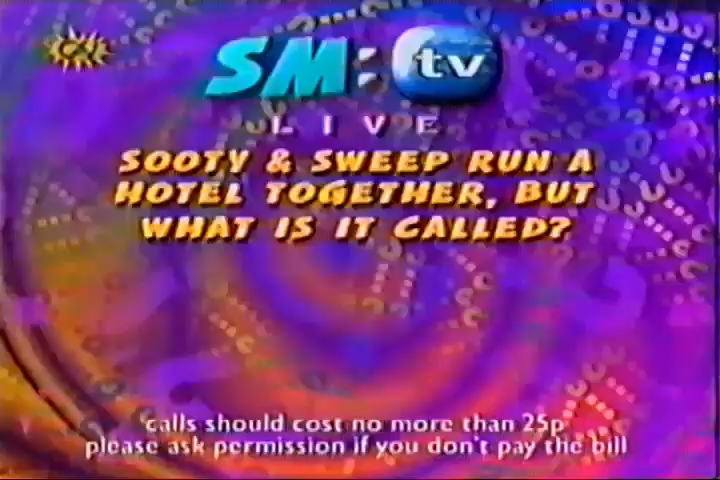 SM:tv
LIVE
SOOTY & SWEEP RUN A
HOTEL TOGETHER, BUT
WHAT IS IT CALLED?
calls should cost no more than 25p
please ask permission if you don't pay the bill